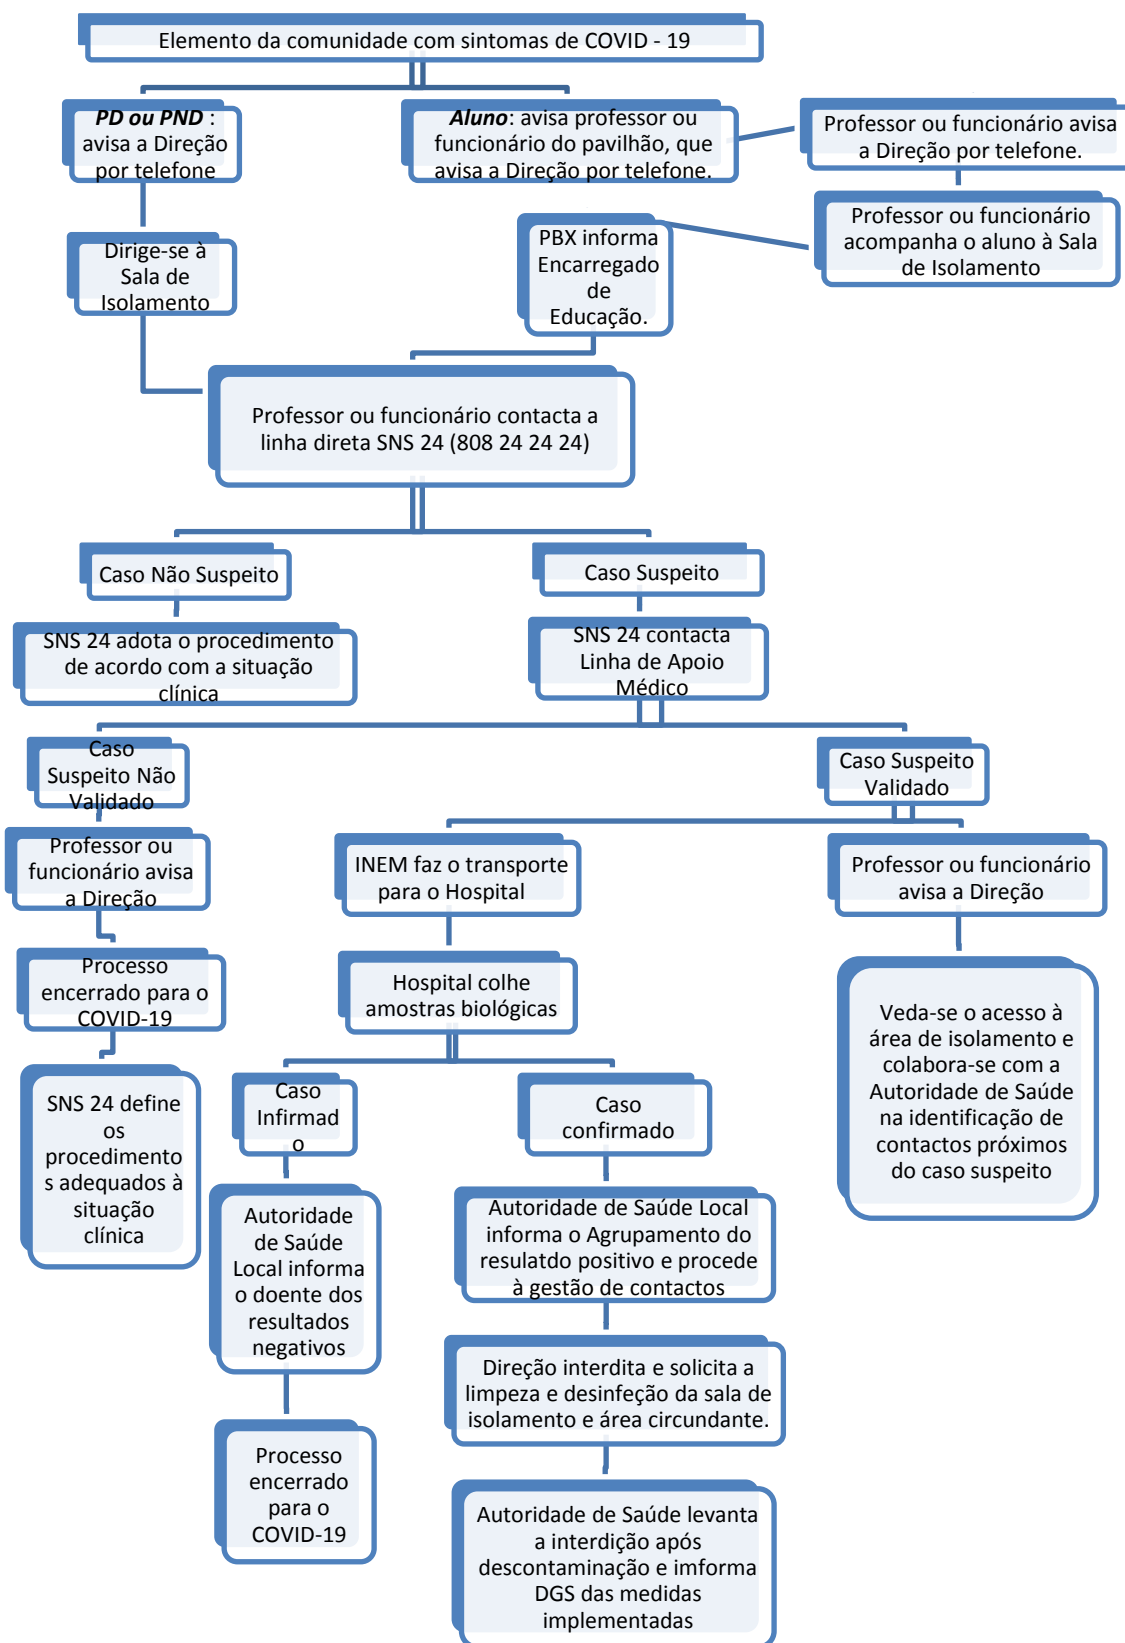 Elemento da comunidade com sintomas de COVID - 19
PD ou PND :
avisa a Direção
por telefone
Aluno: avisa professor ou
funcionário do pavilhão, que
avisa a Direção por telefone.
Professor ou funcionário avisa
a Direção por telefone.
Professor ou funcionário
acompanha o aluno à Sala
de Isolamento
PBX informa
Encarregado
de
Educação.
Dirige-se à
Sala de
Isolamento
Professor ou funcionário contacta a
linha direta SNS 24 (808 24 24 24)
Caso Não Suspeito
Caso Suspeito
SNS 24 adota o procedimento
de acordo com a situação
clínica
SNS 24 contacta
Linha de Apoio
Médico
Caso
Suspeito Não
Validado
Caso Suspeito
Validado
Professor ou
funcionário avisa
a Direção
INEM faz o transporte
para o Hospital
Professor ou funcionário
avisa a Direção
Processo
encerrado para o
COVID-19
Hospital colhe
amostras biológicas
Veda-se o acesso à
área de isolamento e
colabora-se com a
Autoridade de Saúde
na identificação de
contactos próximos
do caso suspeito
SNS 24 define
os
procedimento
s adequados à
situação
clínica
Caso
Infirmad
o
Caso
confirmado
Autoridade
de Saúde
Local informa
o doente dos
resultados
negativos
Autoridade de Saúde Local
informa o Agrupamento do
resulatdo positivo e procede
à gestão de contactos
Direção interdita e solicita a
limpeza e desinfeção da sala de
isolamento e área circundante.
Processo
encerrado
para o
COVID-19
Autoridade de Saúde levanta
a interdição após
descontaminação e imforma
DGS das medidas
implementadas